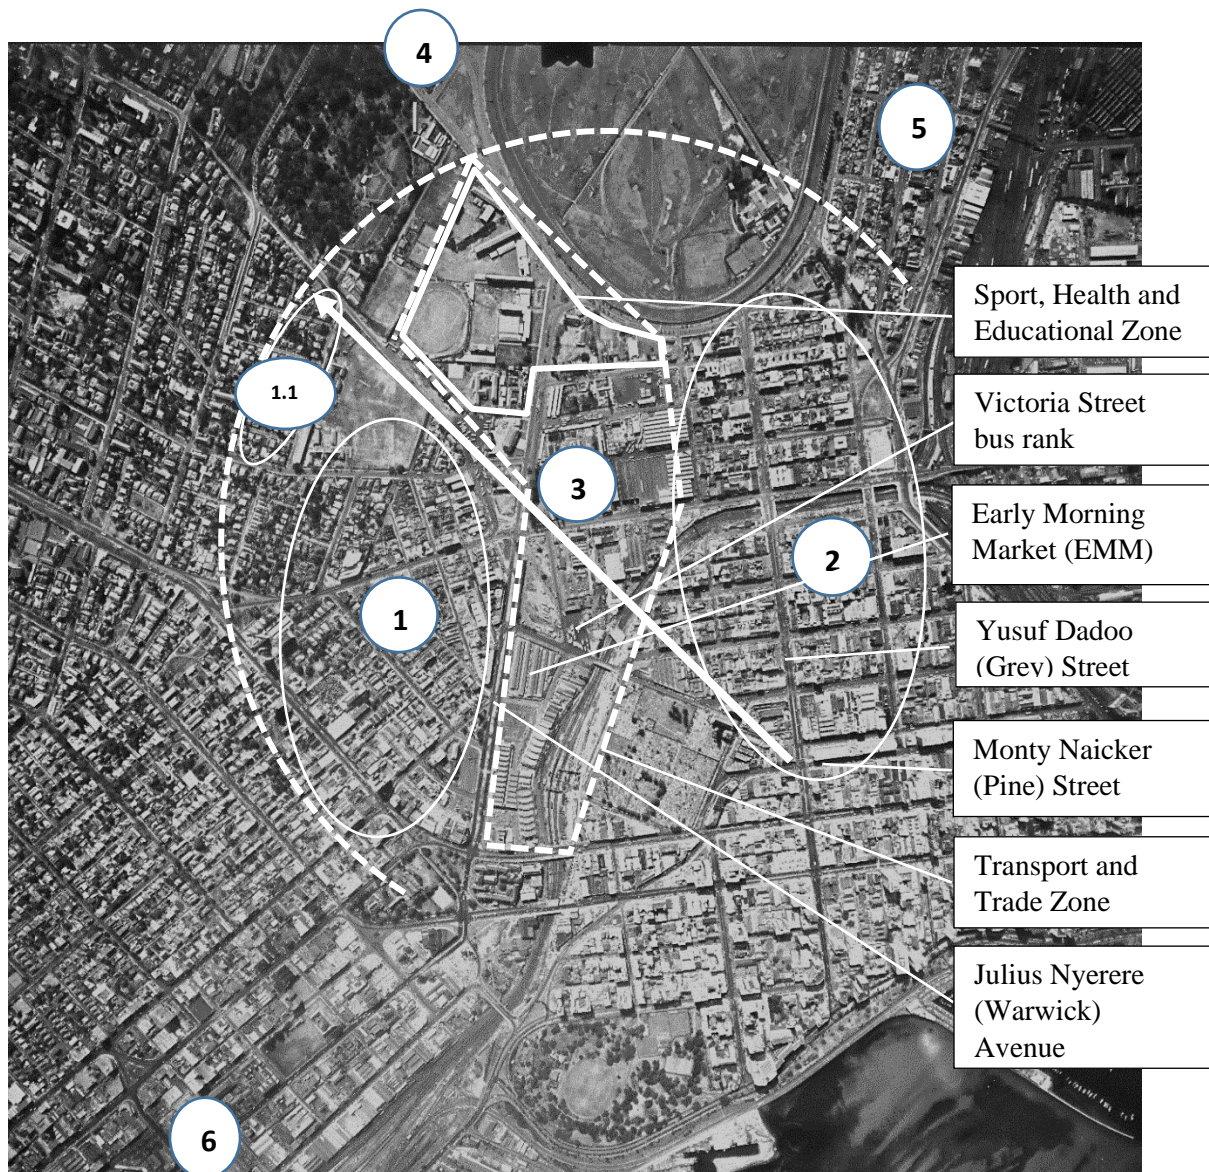 4
5
Sport, Health and
Educational Zone
1.1
Victoria Street
bus rank
3
Early Morning
Market (EMM)
2
1
Yusuf Dadoo
(Grey) Street
Monty Naicker
(Pine) Street
Transport and
Trade Zone
Julius Nyerere
(Warwick)
Avenue
6